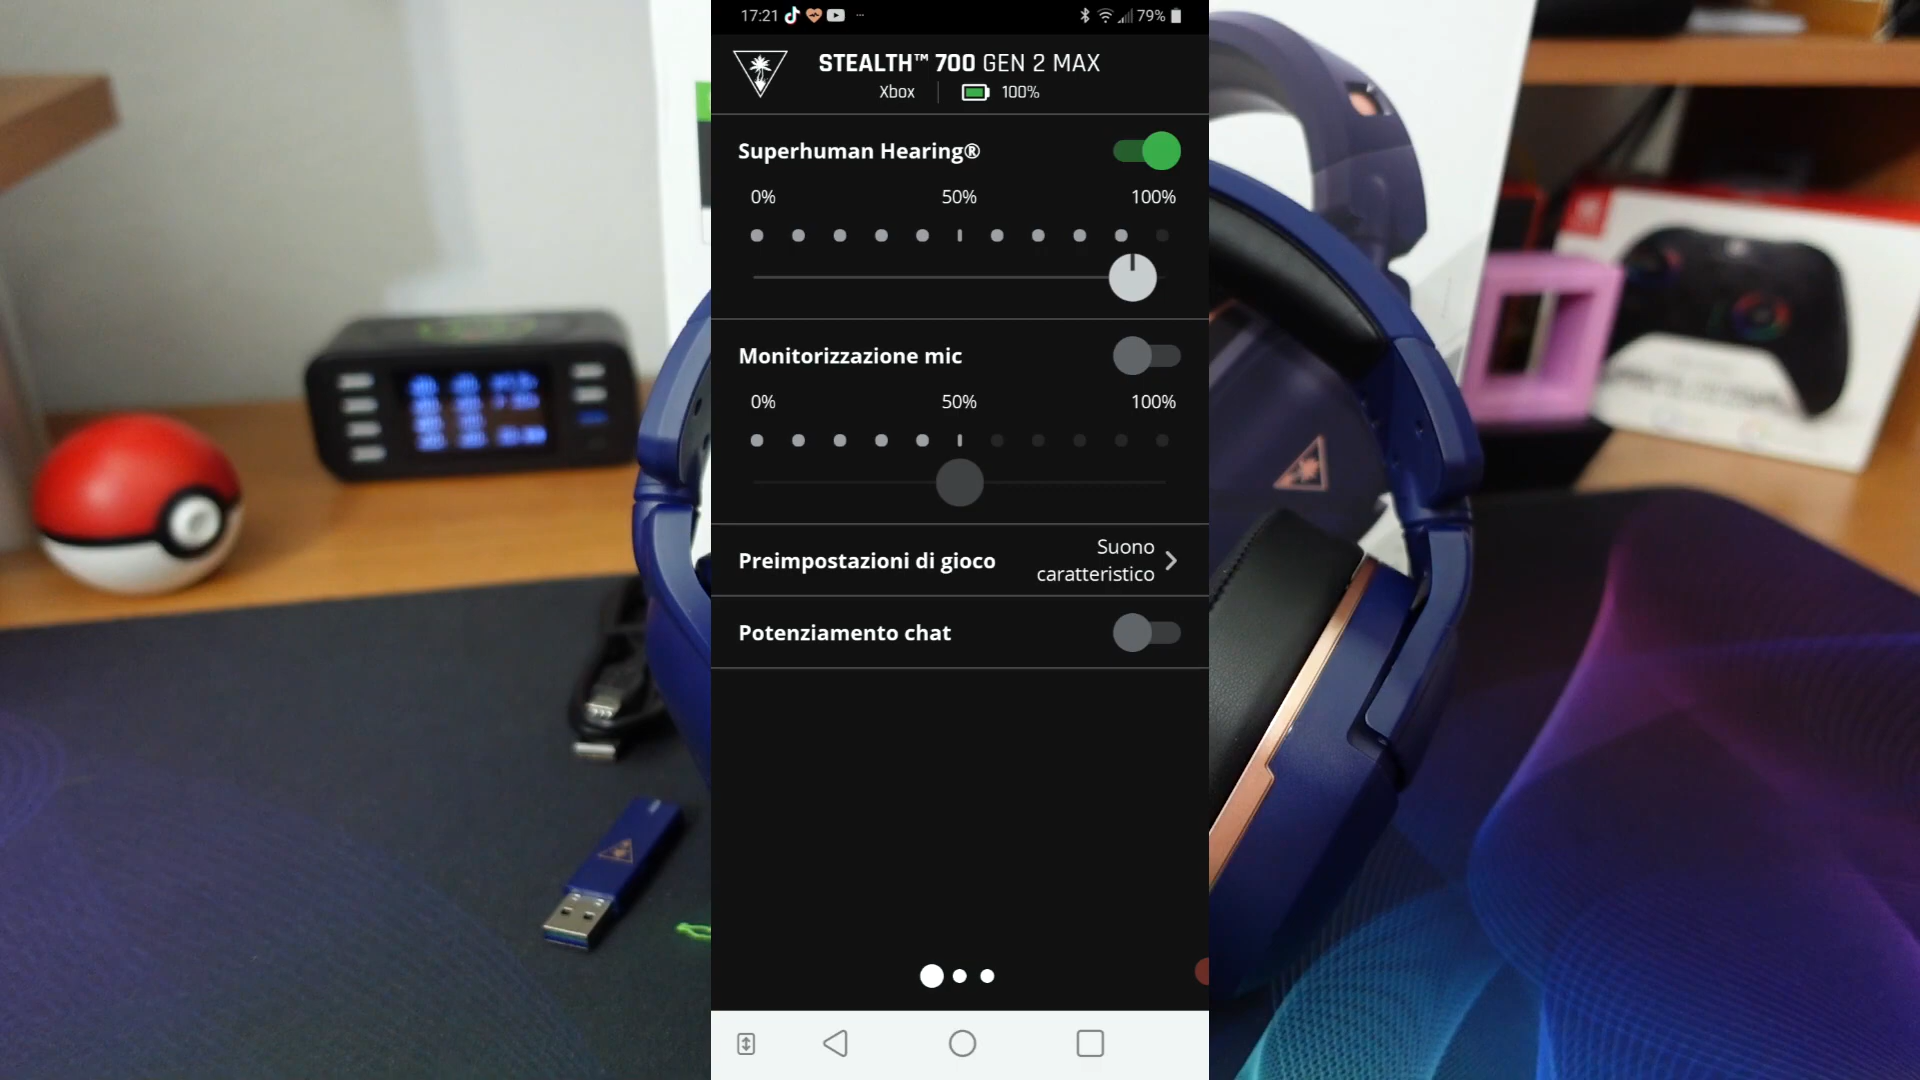 17:21
79%
STEALTH™ 700 GEN 2 MAX
Xbox
100%
Superhuman Hearing®
0% 50% 100%
Monitorizzazione mic
0% 50% 100%
Preimpostazioni di gioco
Suono
caratteristico
Potenziamento chat